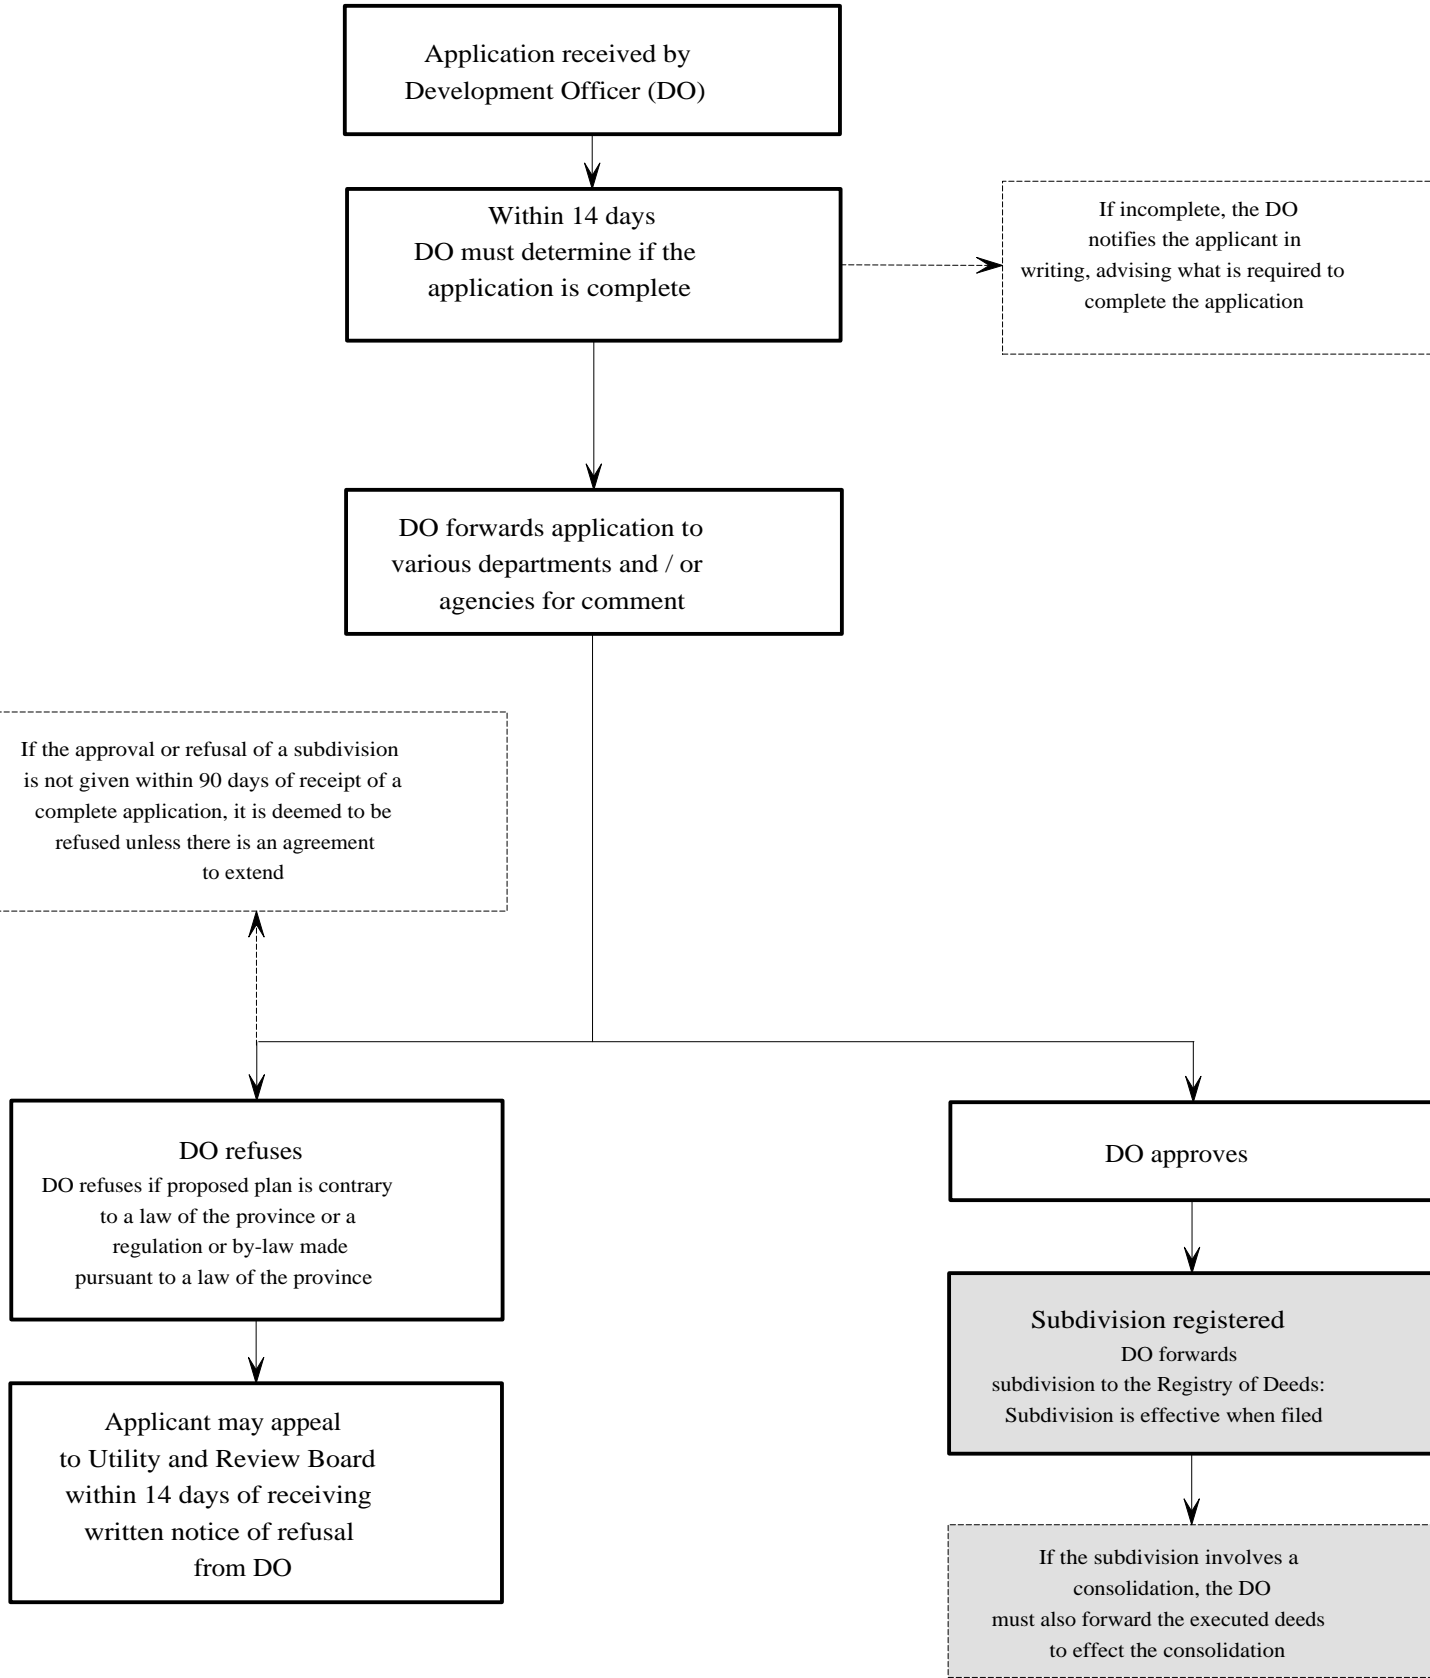 Application received by
Development Officer (DO)
Within 14 days
DO must determine if the
application is complete
If incomplete, the DO
notifies the applicant in
writing, advising what is required to
complete the application
DO forwards application to
various departments and / or
agencies for comment
If the approval or refusal of a subdivision
is not given within 90 days of receipt of a
complete application, it is deemed to be
refused unless there is an agreement
to extend
DO refuses
DO refuses if proposed plan is contrary
to a law of the province or a
regulation or by-law made
pursuant to a law of the province
DO approves
Subdivision registered
DO forwards
subdivision to the Registry of Deeds:
Subdivision is effective when filed
Applicant may appeal
to Utility and Review Board
within 14 days of receiving
written notice of refusal
from DO
If the subdivision involves a
consolidation, the DO
must also forward the executed deeds
to effect the consolidation